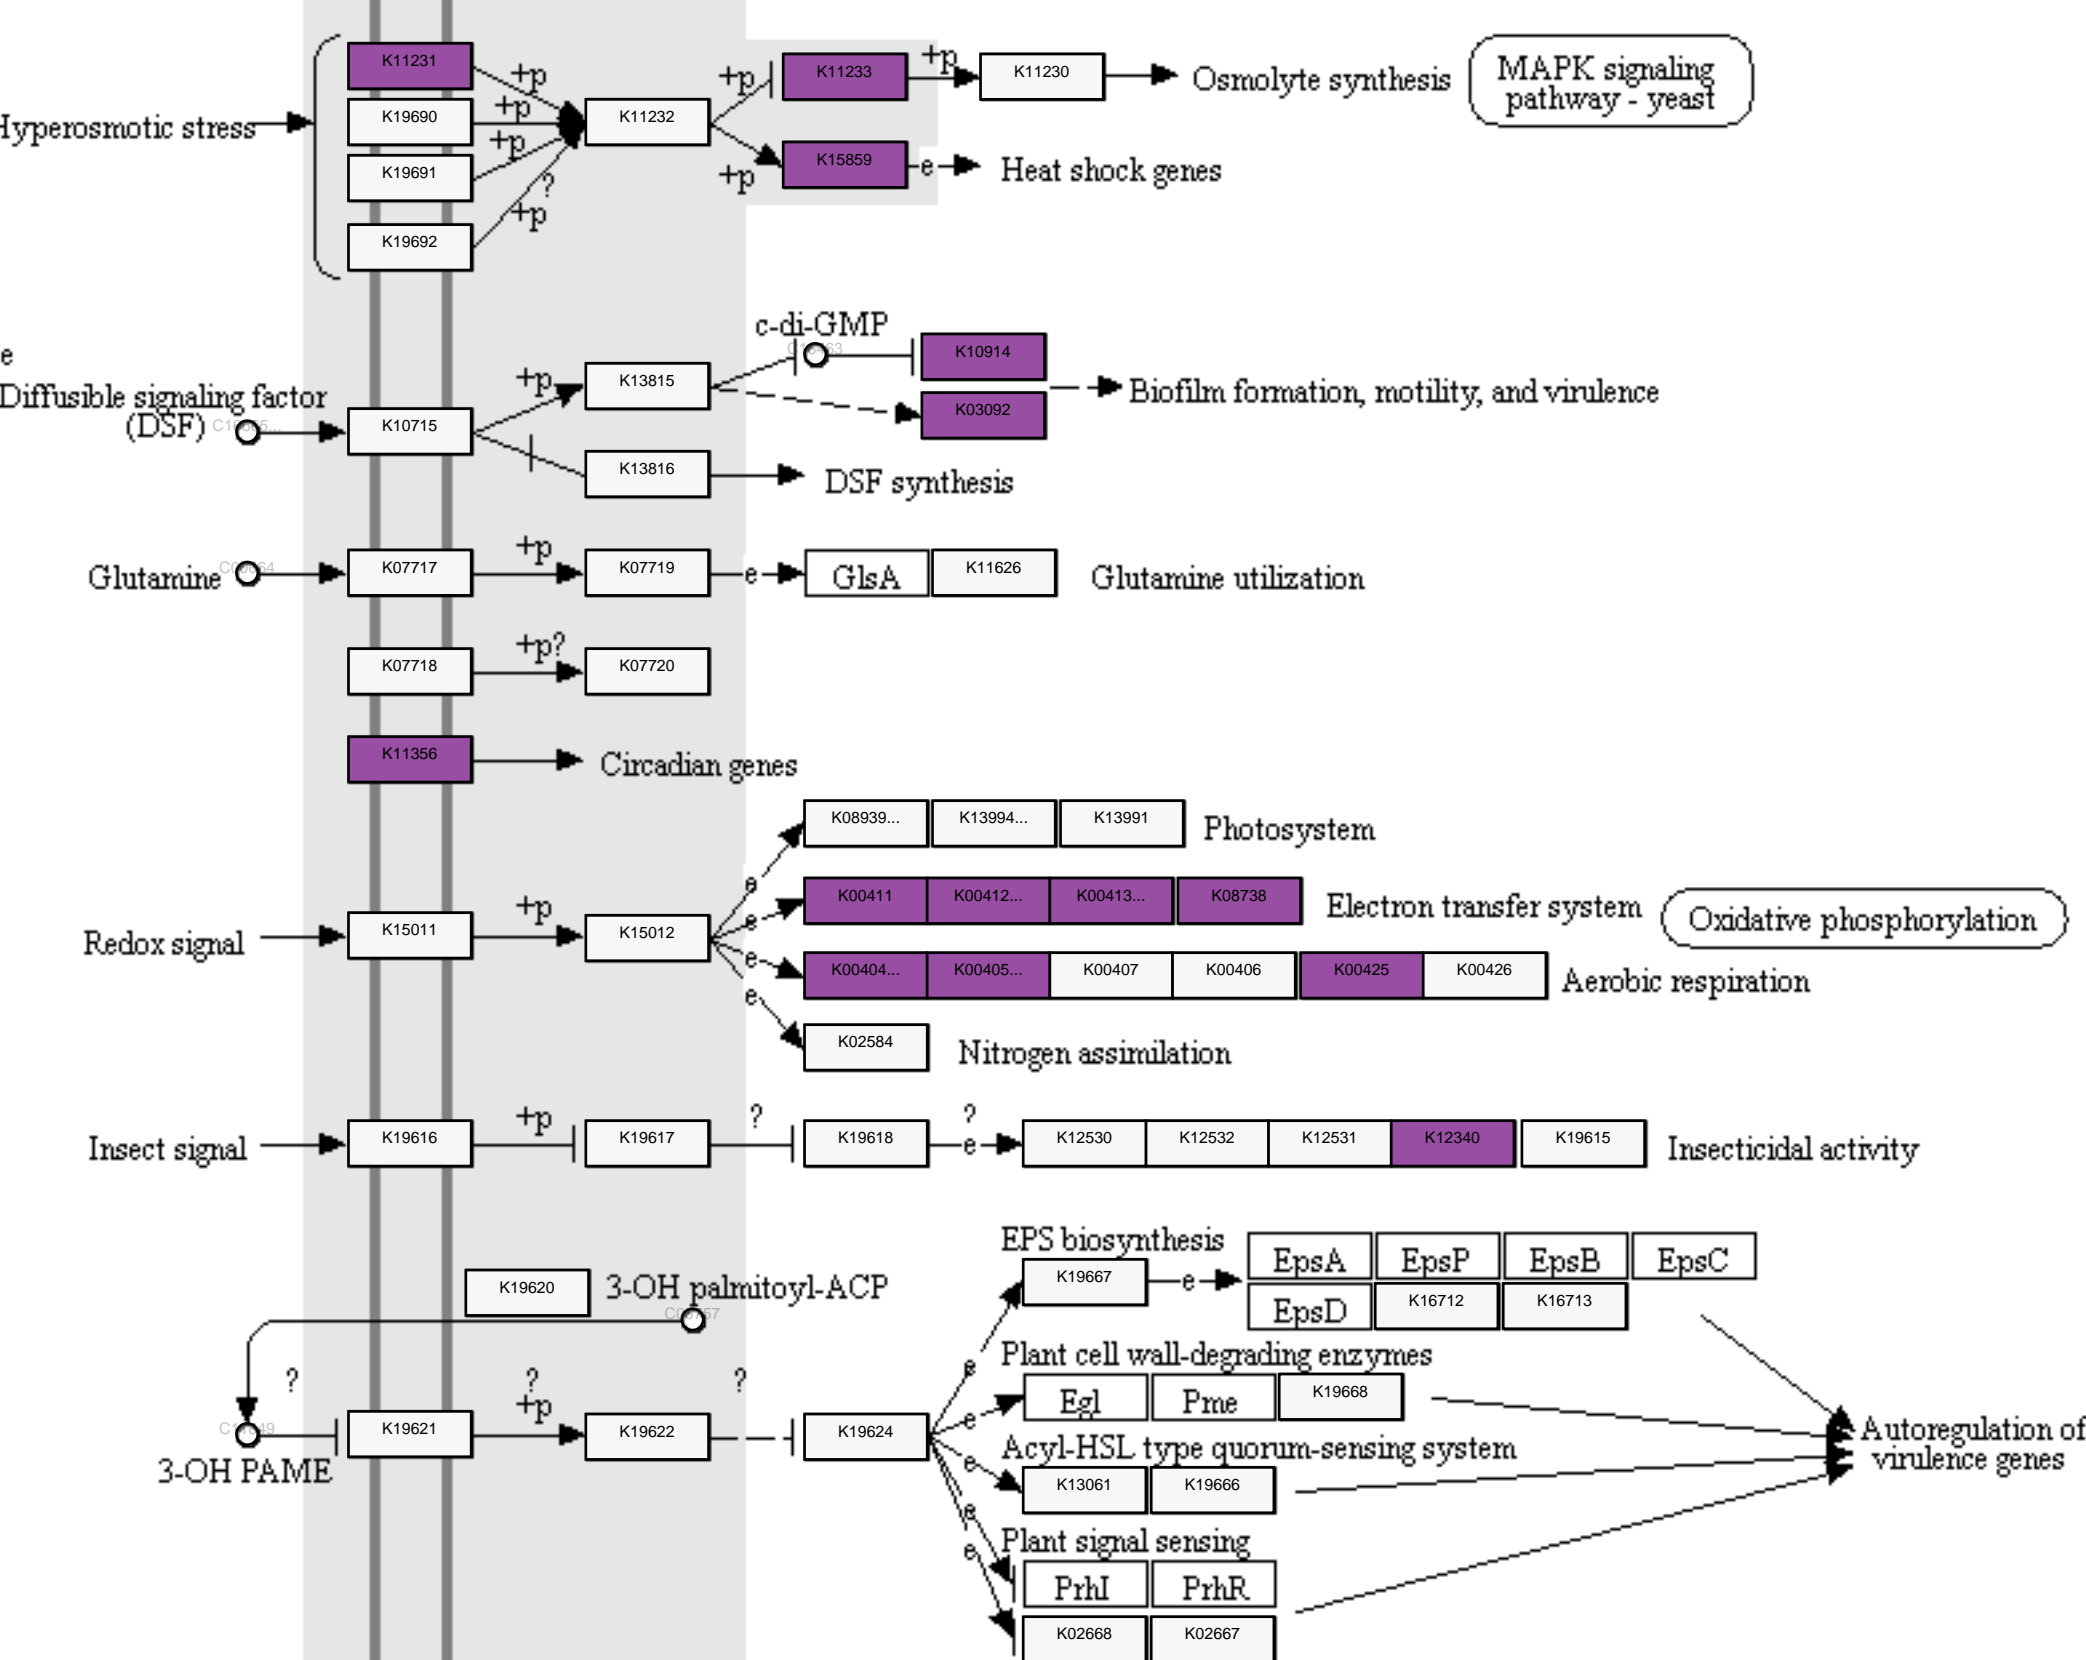 K11231
+p
+p
K11233
+p
K11230
Osmolyte synthesis
MAPK signaling
pathway - yeast
K19690
+p
K11232
Hyperosmotic stress
+p
K19691
?
+p
K15859
e
Heat shock genes
+p
K19692
c-di-GMP
K10914
e
+p
K13815
Diffusible signaling factor
(DSF)
K10715
K03092
Biofilm formation, motility, and virulence
K13816
DSF synthesis
Glutamine
K07717
+p
K07719
e
GlsA
K11626
Glutamine utilization
K07718
+p?
K07720
K11356
Circadian genes
K08939...
K13994...
K13991
Photosystem
e
K00411
K00412...
K00413...
K08738
Electron transfer system
Oxidative phosphorylation
e
Redox signal
K15011
+p
K15012
e
K00404...
K00405...
K00407
K00406
K00425
K00426
Aerobic respiration
e
K02584
Nitrogen assimilation
Insect signal
K19616
+p
K19617
?
K19618
?
e
K12530
K12532
K12531
K12340
K19615
Insecticidal activity
EPS biosynthesis
K19667
e
EpsA
EpsP
EpsB
EpsC
EpsD
K16712
K16713
K19620
3-OH palmitoyl-ACP
Plant cell wall-degrading enzymes
e
Egl
Pme
K19668
?
?
+p
?
e
3-OH PAME
K19621
K19622
K19624
Acyl-HSL type quorum-sensing system
e
K13061
K19666
Autoregulation of
virulence genes
e
Plant signal sensing
e
PrhI
PrhR
K02668
K02667